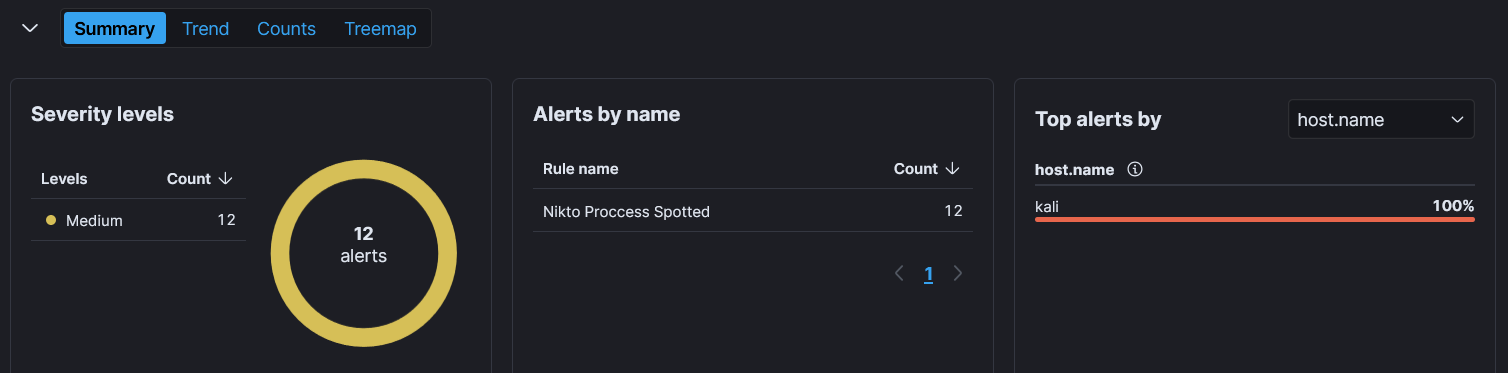 Summary Trend Counts Treemap
Severity levels
Levels Count
Medium 12
12
alerts
Alerts by name
Rule name Count
Nikto Proccess Spotted 12
1
Top alerts by host.name
host.name
kali 100%